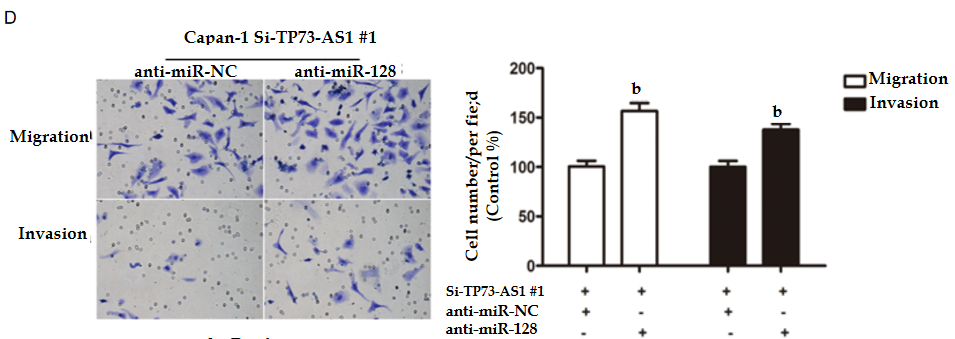 D
Capan-1 Si-TP73-AS1 #1
anti-miR-NC anti-miR-128
Migration
Invasion
Cell number/per fie;d
(Control %)
200
150
100
50
0
b
b
Migration
Invasion
Si-TP73-AS1 #1 + + + +
anti-miR-NC + - + -
anti-miR-128 - + - +